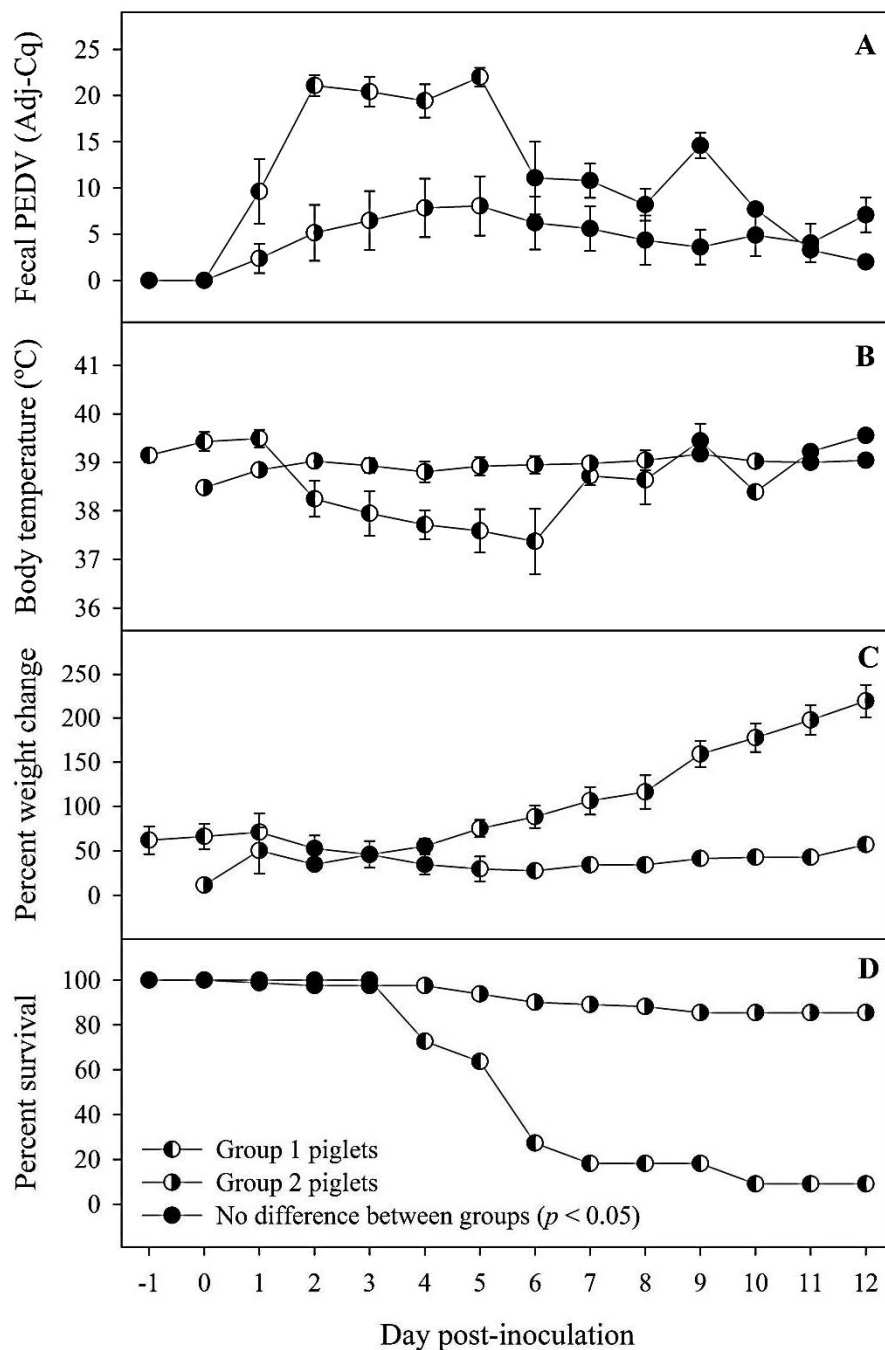 A
Fecal PEDV (Adj-Cq)
25
20
15
10
5
0
B
Body temperature (ºC)
41
40
39
38
37
36
C
Percent weight change
250
200
150
100
50
0
D
Percent survival
100
80
60
40
20
0
Group 1 piglets
Group 2 piglets
No difference between groups (p < 0.05)
-1 0 1 2 3 4 5 6 7 8 9 10 11 12
Day post-inoculation